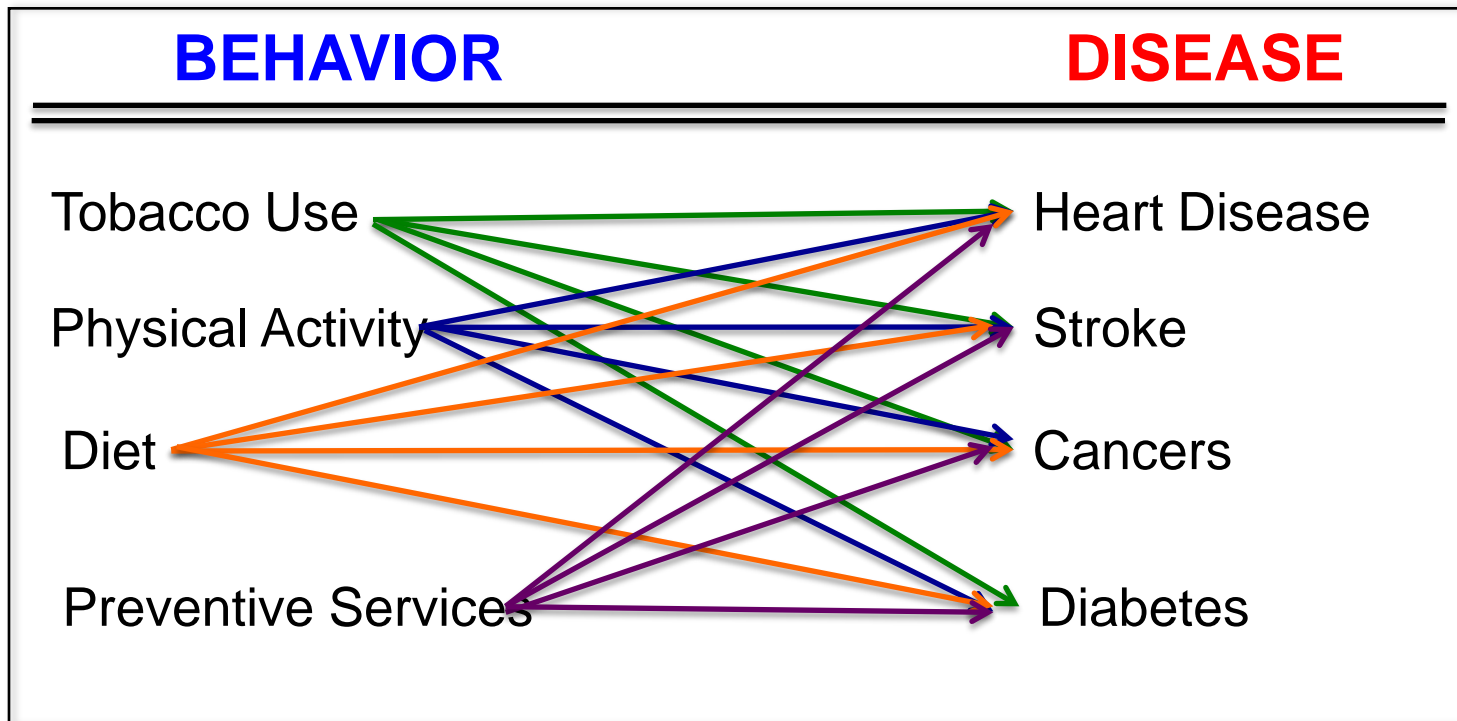 BEHAVIOR DISEASE
Tobacco Use Heart Disease
Physical Activity Stroke
Diet Cancers
Preventive Services Diabetes